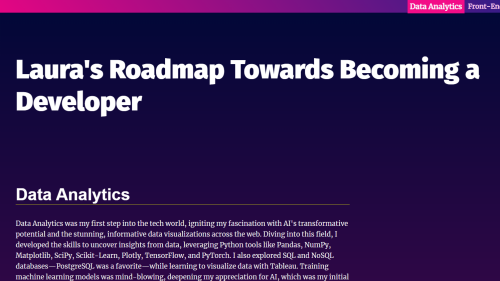 Data Analytics Front-En
Laura's Roadmap Towards Becoming a
Developer
Data Analytics
Data Analytics was my first step into the tech world, igniting my fascination with AI's transformative
potential and the stunning, informative data visualizations across the web. Diving into this field, I
developed the skills to uncover insights from data, leveraging Python tools like Pandas, NumPy,
Matplotlib, SciPy, Scikit-Learn, Plotly, TensorFlow, and PyTorch. I also explored SQL and NoSQL
databases—PostgreSQL was a favorite—while learning to visualize data with Tableau. Training
machine learning models was mind-blowing, deepening my appreciation for AI, which was my initial